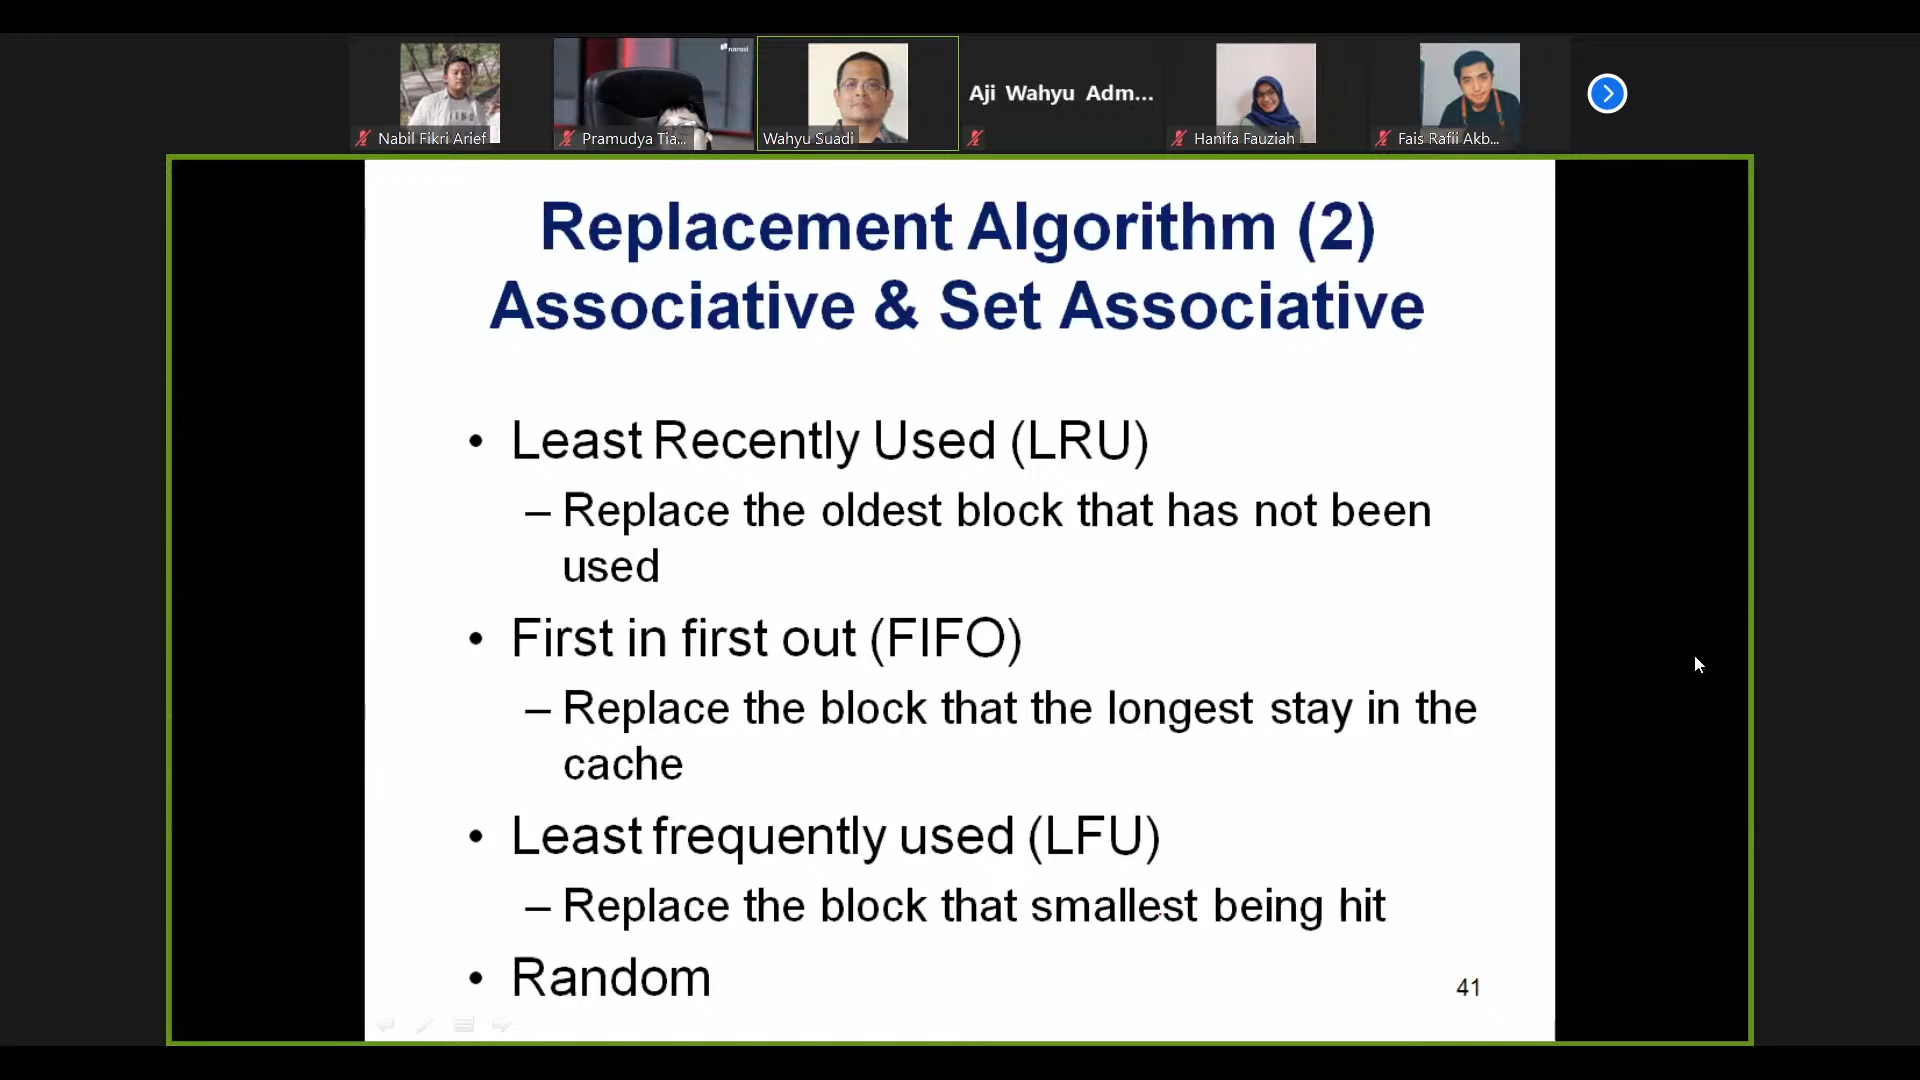 narasi
Nabil Fikri Arief
Pramudya Tia...
Wahyu Suadi
Aji Wahyu Adm...
Hanifa Fauziah
Fais Rafii Akb...
Replacement Algorithm (2)
Associative & Set Associative
• Least Recently Used (LRU)
– Replace the oldest block that has not been
used
• First in first out (FIFO)
– Replace the block that the longest stay in the
cache
• Least frequently used (LFU)
– Replace the block that smallest being hit
• Random
41